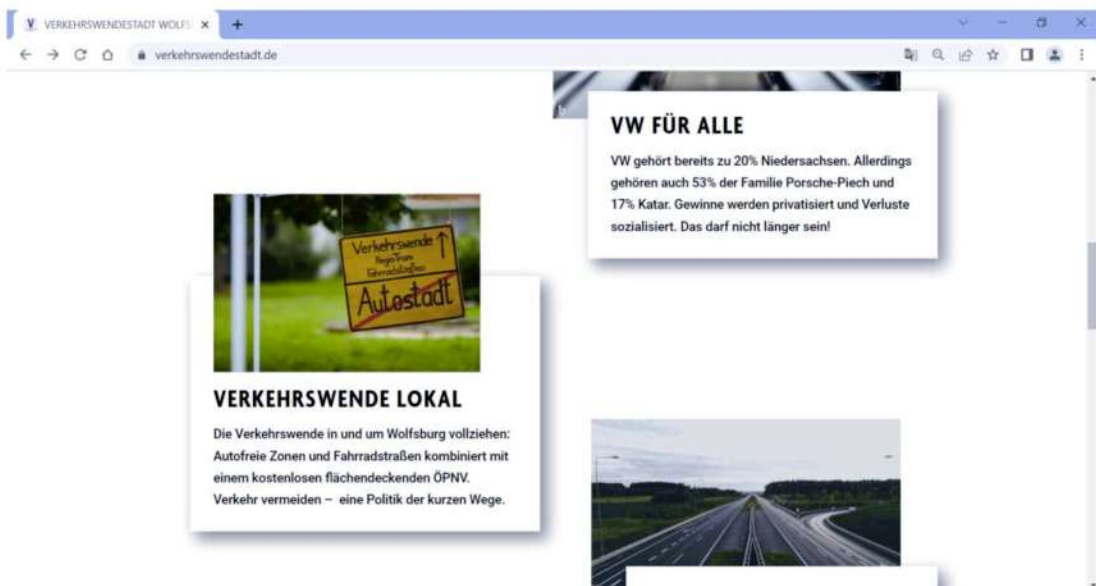 VERKEHRSWENDESTADT WOLFS
verkehrswendestadt.de
VW FÜR ALLE
VW gehört bereits zu 20% Niedersachsen. Allerdings
gehören auch 53% der Familie Porsche-Piech und
17% Katar. Gewinne werden privatisiert und Verluste
sozialisiert. Das darf nicht länger sein!
Verkehrswende
RegioTram
Fahrradstraßen
Autostadt
VERKEHRSWENDE LOKAL
Die Verkehrswende in und um Wolfsburg vollziehen:
Autofreie Zonen und Fahrradstraßen kombiniert mit
einem kostenlosen flächendeckenden ÖPNV.
Verkehr vermeiden – eine Politik der kurzen Wege.